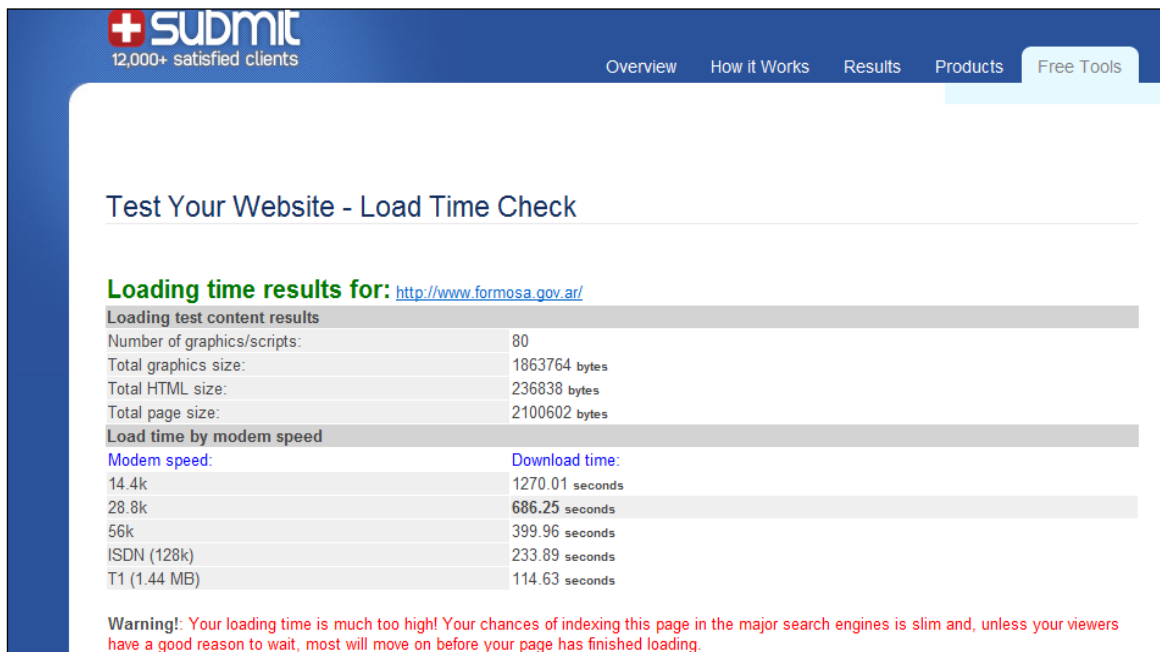 submit
12,000+ satisfied clients
Overview How it Works Results Products Free Tools
Test Your Website - Load Time Check
Loading time results for: http://www.formosa.gov.ar/
Loading test content results
Number of graphics/scripts: 80
Total graphics size: 1863764 bytes
Total HTML size: 236838 bytes
Total page size: 2100602 bytes
Load time by modem speed
Modem speed: Download time:
14.4k 1270.01 seconds
28.8k 686.25 seconds
56k 399.96 seconds
ISDN (128k) 233.89 seconds
T1 (1.44 MB) 114.63 seconds
Warning!: Your loading time is much too high! Your chances of indexing this page in the major search engines is slim and, unless your viewers
have a good reason to wait, most will move on before your page has finished loading.